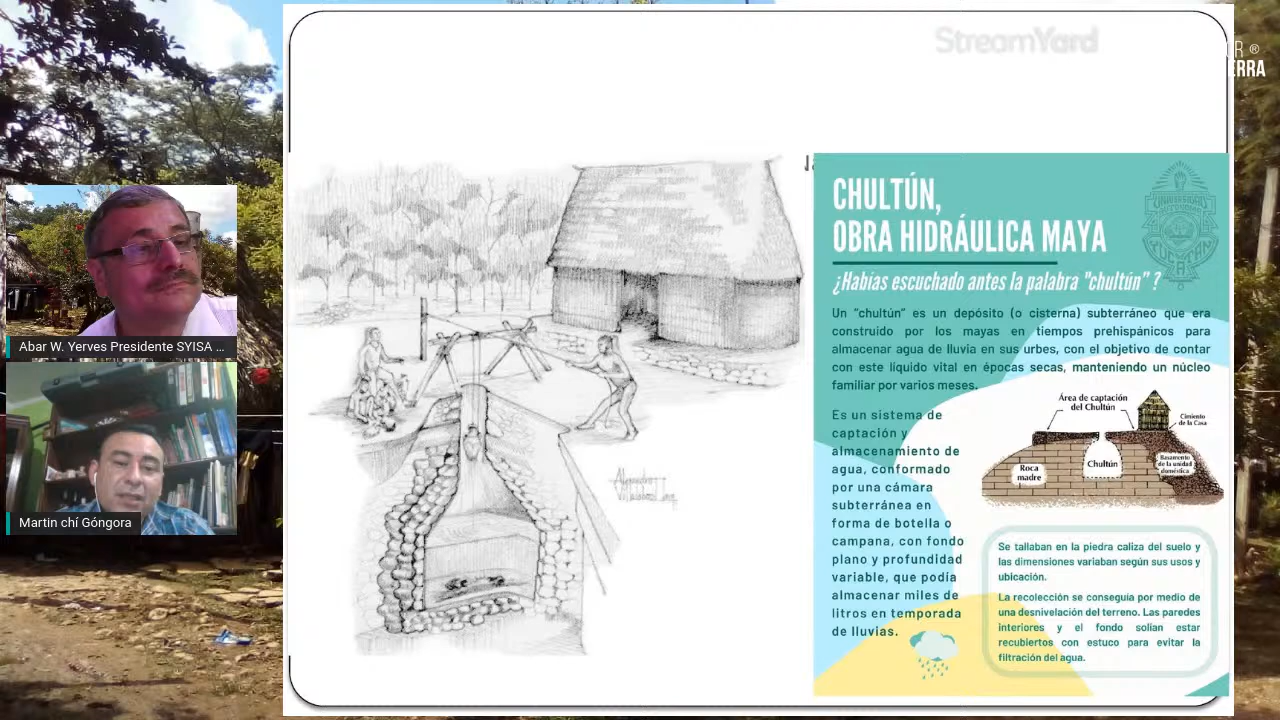 StreamYard
R ®
ERRA
CHULTÚN,
OBRA HIDRÁULICA MAYA
¿Habías escuchado antes la palabra "chultún" ?
Un "chultún" es un depósito (o cisterna) subterráneo que era
construido por los mayas en tiempos prehispánicos para
almacenar agua de lluvia en sus urbes, con el objetivo de contar
con este líquido vital en épocas secas, manteniendo un núcleo
familiar por varios meses.
Es un sistema de
captación y
almacenamiento de
agua, conformado
por una cámara
subterránea en
forma de botella o
campana, con fondo
plano y profundidad
variable, que podía
almacenar miles de
litros en temporada
de lluvias.
Área de captación
del Chultún
Cimiento
de la Casa
Roca
madre
Chultún
Basamento
de la unidad
doméstica
Se tallaban en la piedra caliza del suelo y
las dimensiones variaban según sus usos y
ubicación.
La recolección se conseguía por medio de
una desnivelación del terreno. Las paredes
interiores y el fondo solían estar
recubiertos con estuco para evitar la
filtración del agua.
Abar W. Yerves Presidente SYISA ...
Martin chí Góngora